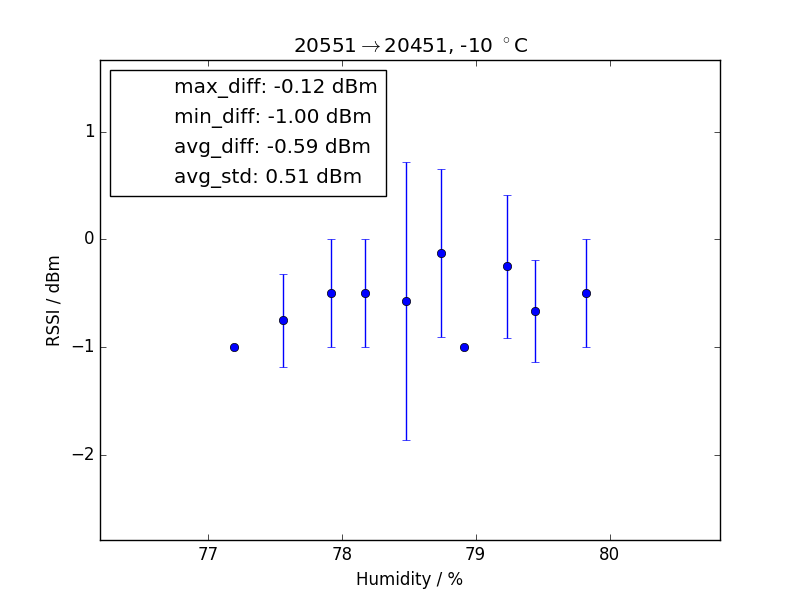 20551→20451, -10 °C
max_diff: -0.12 dBm
min_diff: -1.00 dBm
avg_diff: -0.59 dBm
avg_std: 0.51 dBm
1
0
−1
−2
RSSI / dBm
77 78 79 80
Humidity / %